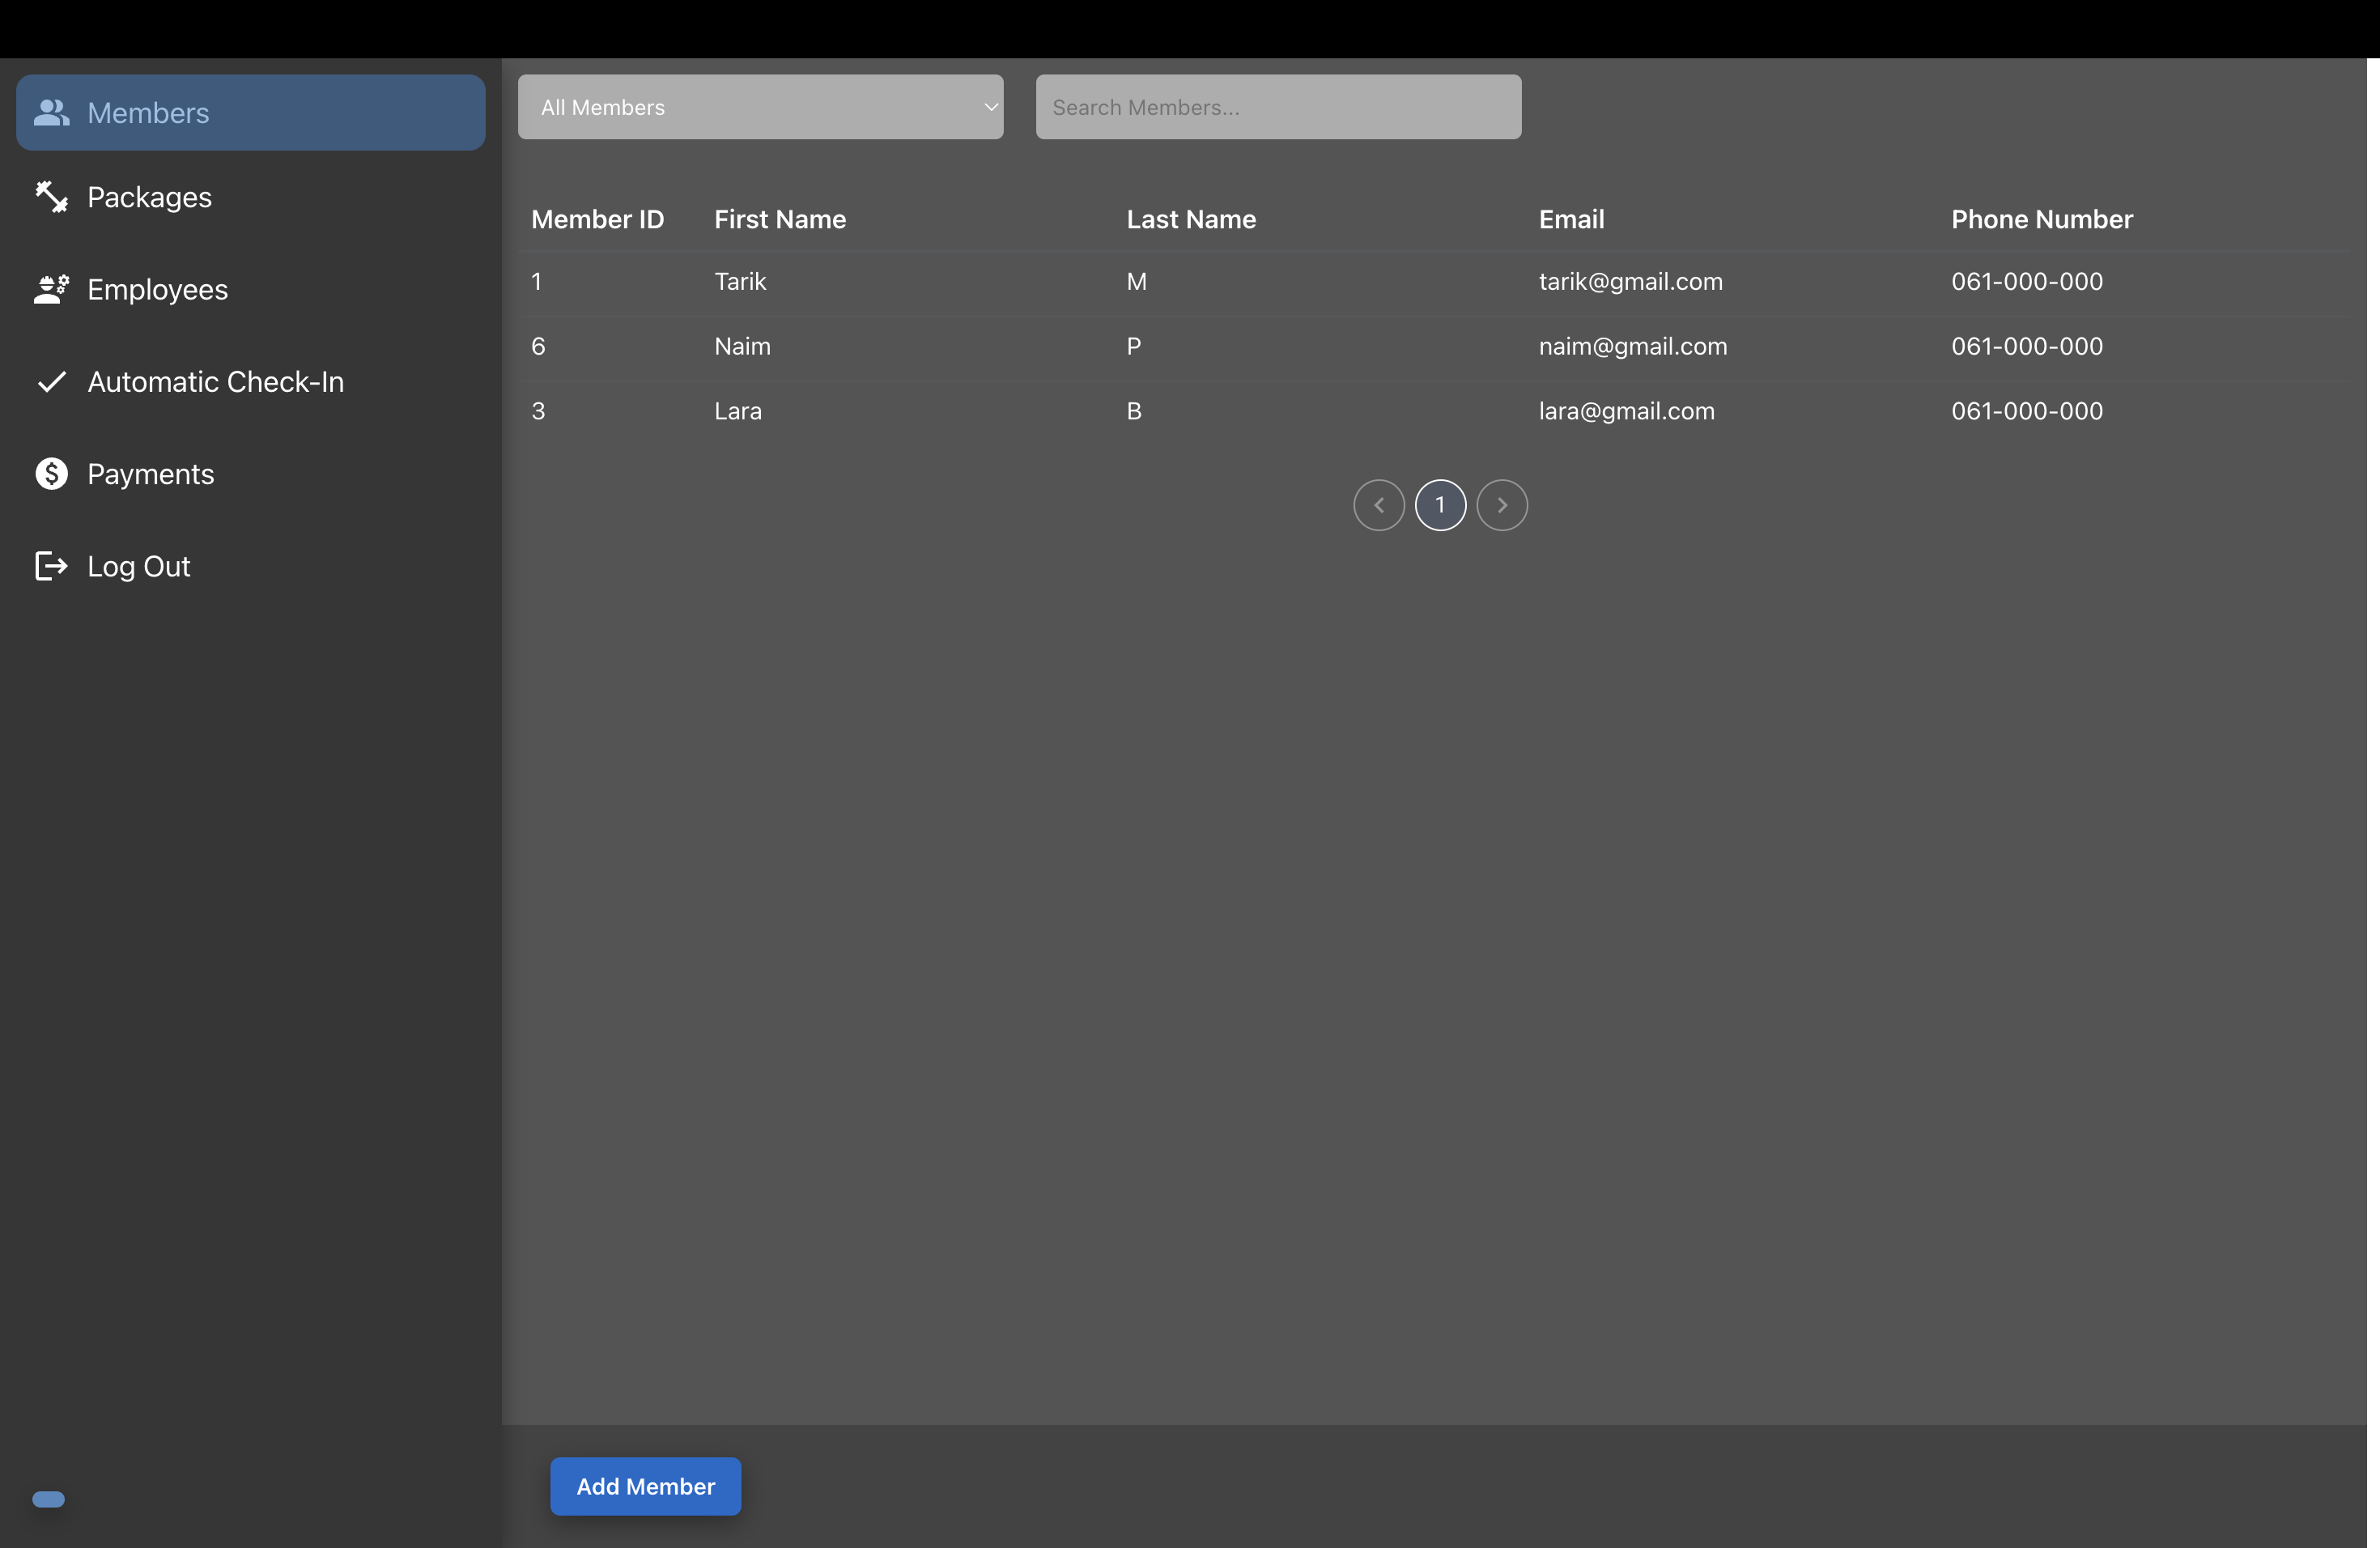 Members
Packages
Employees
Automatic Check-In
Payments
Log Out
All Members
Search Members...
Member ID First Name Last Name Email Phone Number
1 Tarik M tarik@gmail.com 061-000-000
6 Naim P naim@gmail.com 061-000-000
3 Lara B lara@gmail.com 061-000-000
1
Add Member